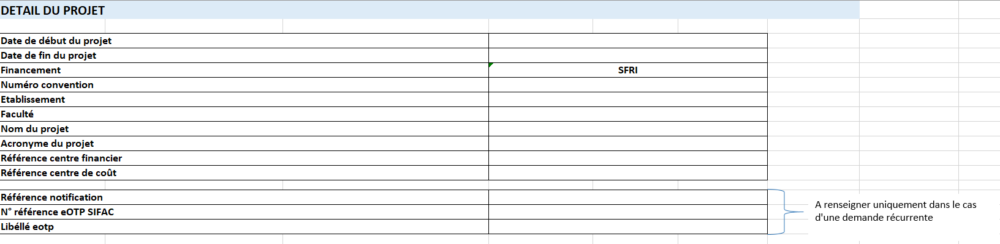 DETAIL DU PROJET
Date de début du projet
Date de fin du projet
Financement SFRI
Numéro convention
Etablissement
Faculté
Nom du projet
Acronyme du projet
Référence centre financier
Référence centre de coût
Référence notification
N° référence eOTP SIFAC
Libéllé eotp
A renseigner uniquement dans le cas
d'une demande récurrente